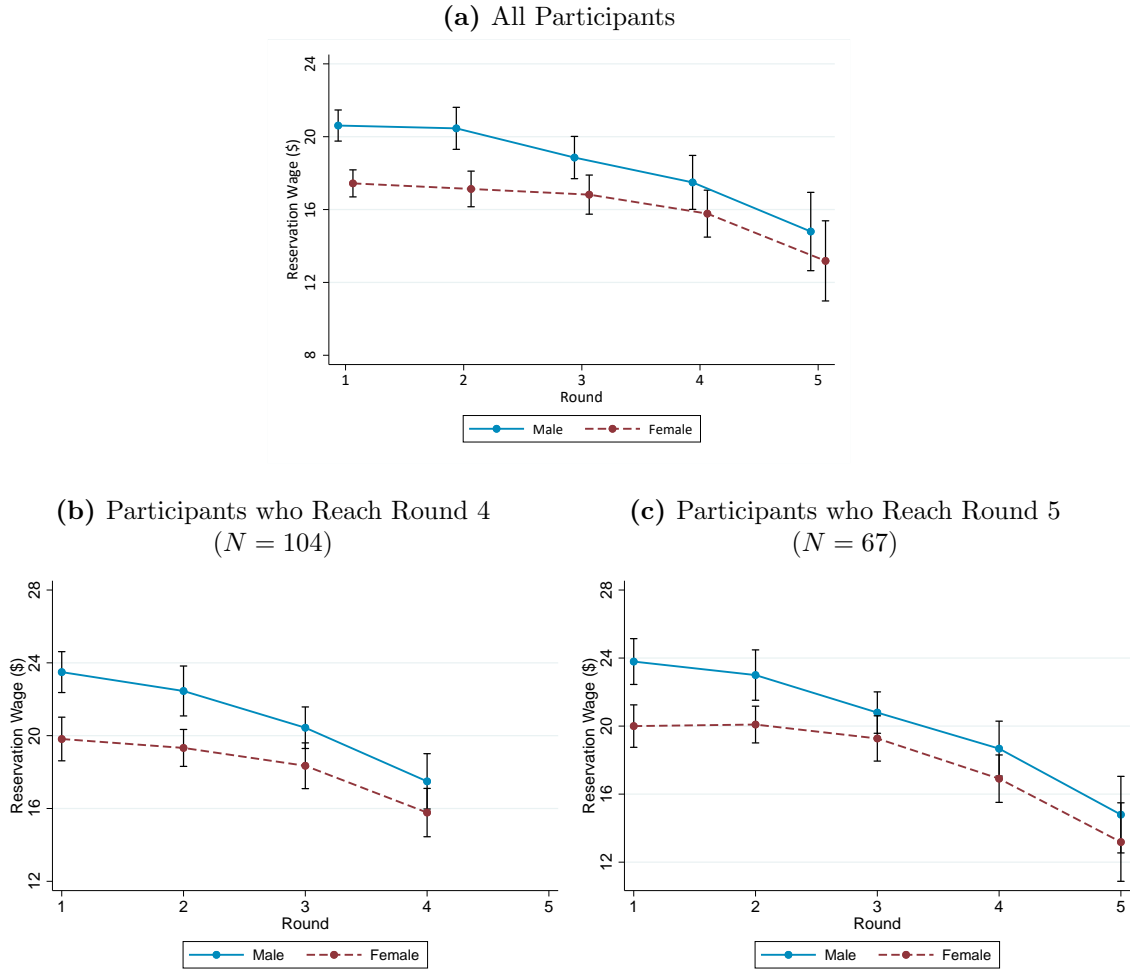 (a) All Participants
Reservation Wage ($)
24
20
16
12
8
1 2 3 4 5
Round
Male Female
(b) Participants who Reach Round 4
(N = 104)
Reservation Wage ($)
28
24
20
16
12
1 2 3 4 5
Round
Male Female
(c) Participants who Reach Round 5
(N = 67)
Reservation Wage ($)
28
24
20
16
12
1 2 3 4 5
Round
Male Female